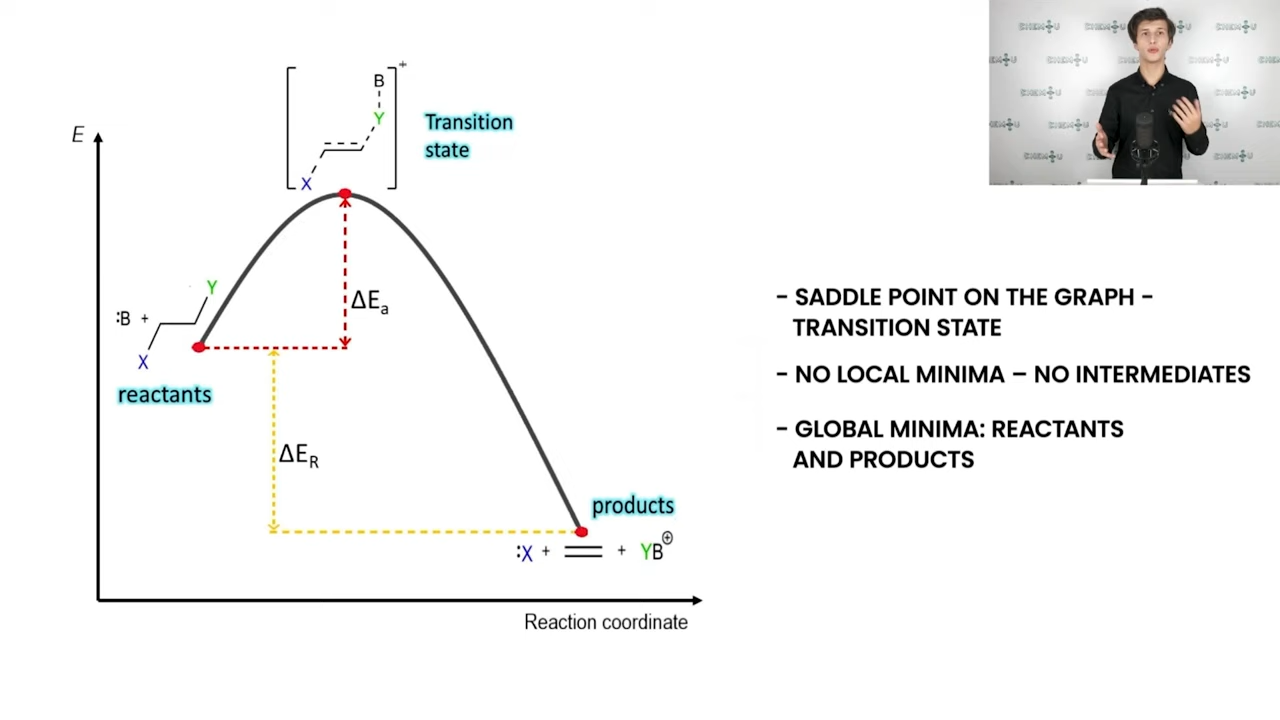 CHEM4U
B
Y
Transition
state
X
E
ΔEa
Y
:B +
X
reactants
ΔER
products
:X + + YB⊕
Reaction coordinate
- SADDLE POINT ON THE GRAPH -
TRANSITION STATE
- NO LOCAL MINIMA – NO INTERMEDIATES
- GLOBAL MINIMA: REACTANTS
AND PRODUCTS